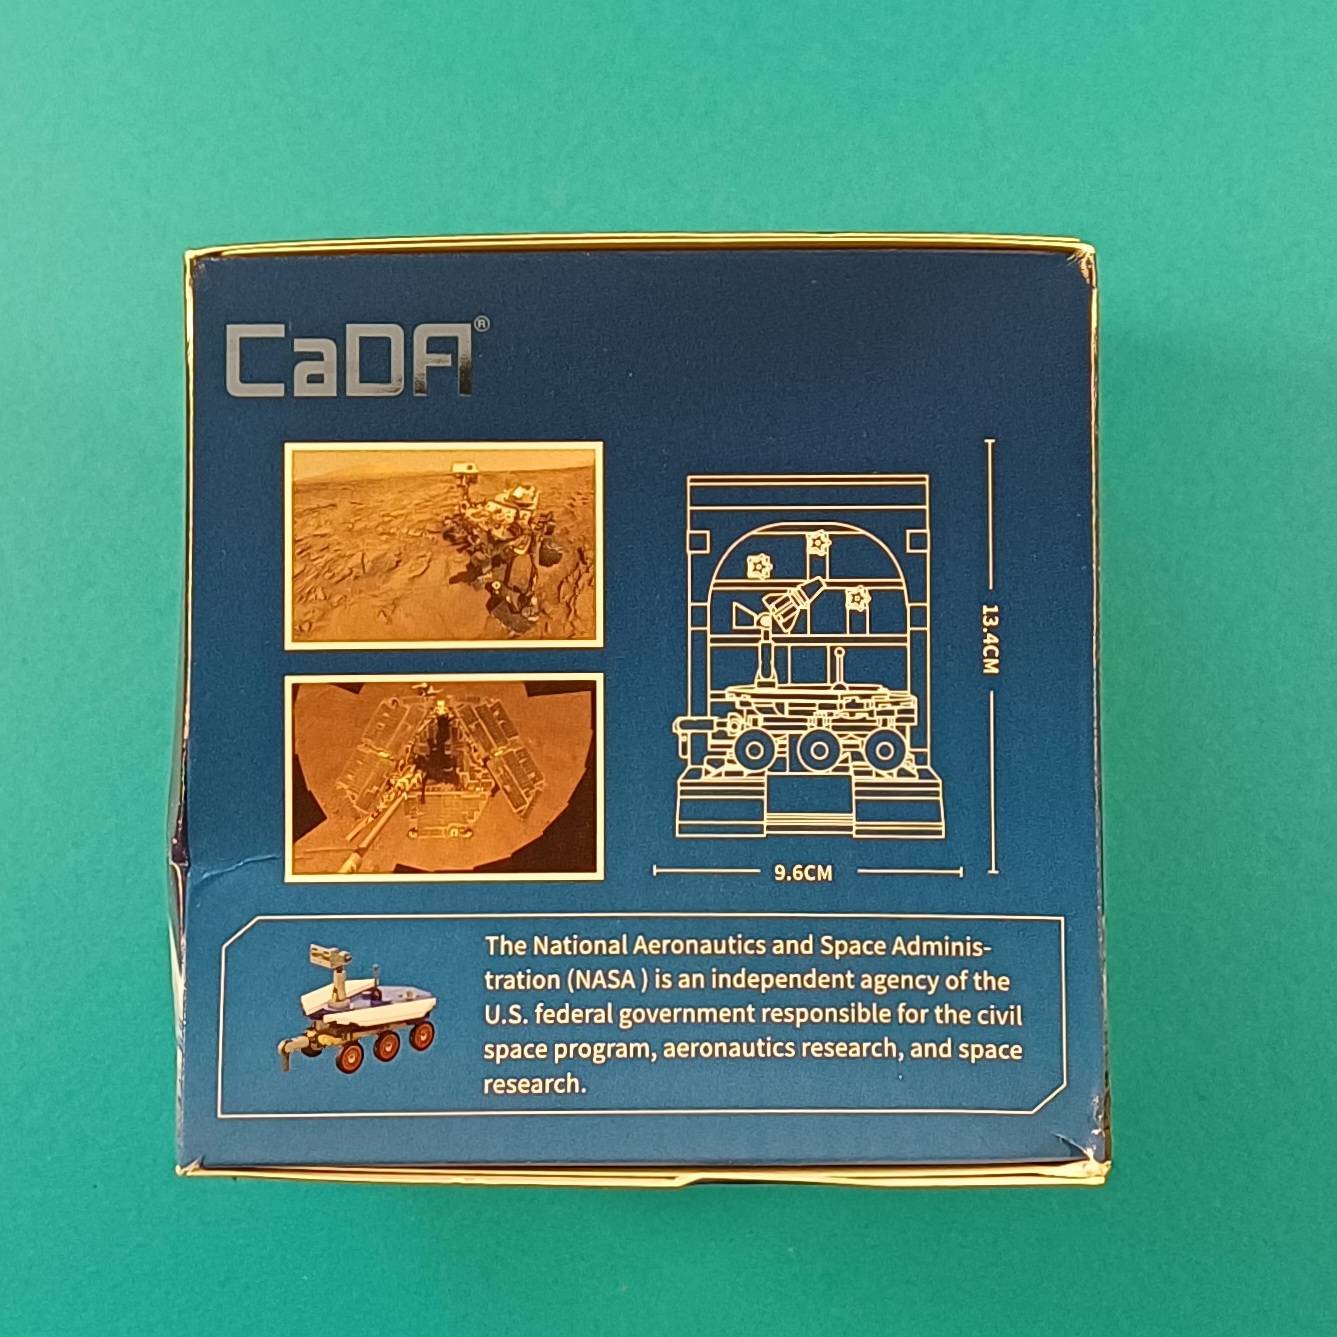 CaDA®
13.4CM
9.6CM
The National Aeronautics and Space Adminis-
tration (NASA ) is an independent agency of the
U.S. federal government responsible for the civil
space program, aeronautics research, and space
research.